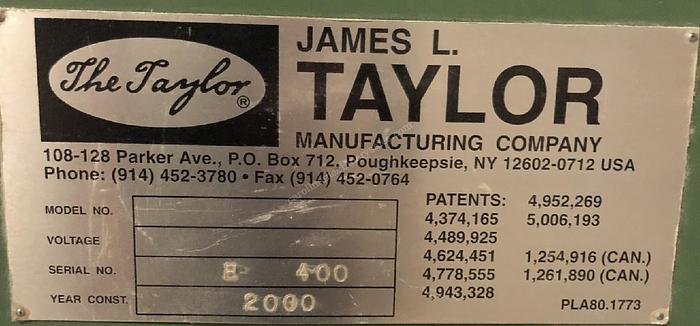 The Taylor ®
JAMES L.
TAYLOR
MANUFACTURING COMPANY
108-128 Parker Ave., P.O. Box 712, Poughkeepsie, NY 12602-0712 USA
Phone: (914) 452-3780 • Fax (914) 452-0764
MODEL NO.
VOLTAGE
SERIAL NO. E- 400
YEAR CONST. 2000
PATENTS: 4,952,269
4,374,165 5,006,193
4,489,925
4,624,451 1,254,916 (CAN.)
4,778,555 1,261,890 (CAN.)
4,943,328
PLA80.1773